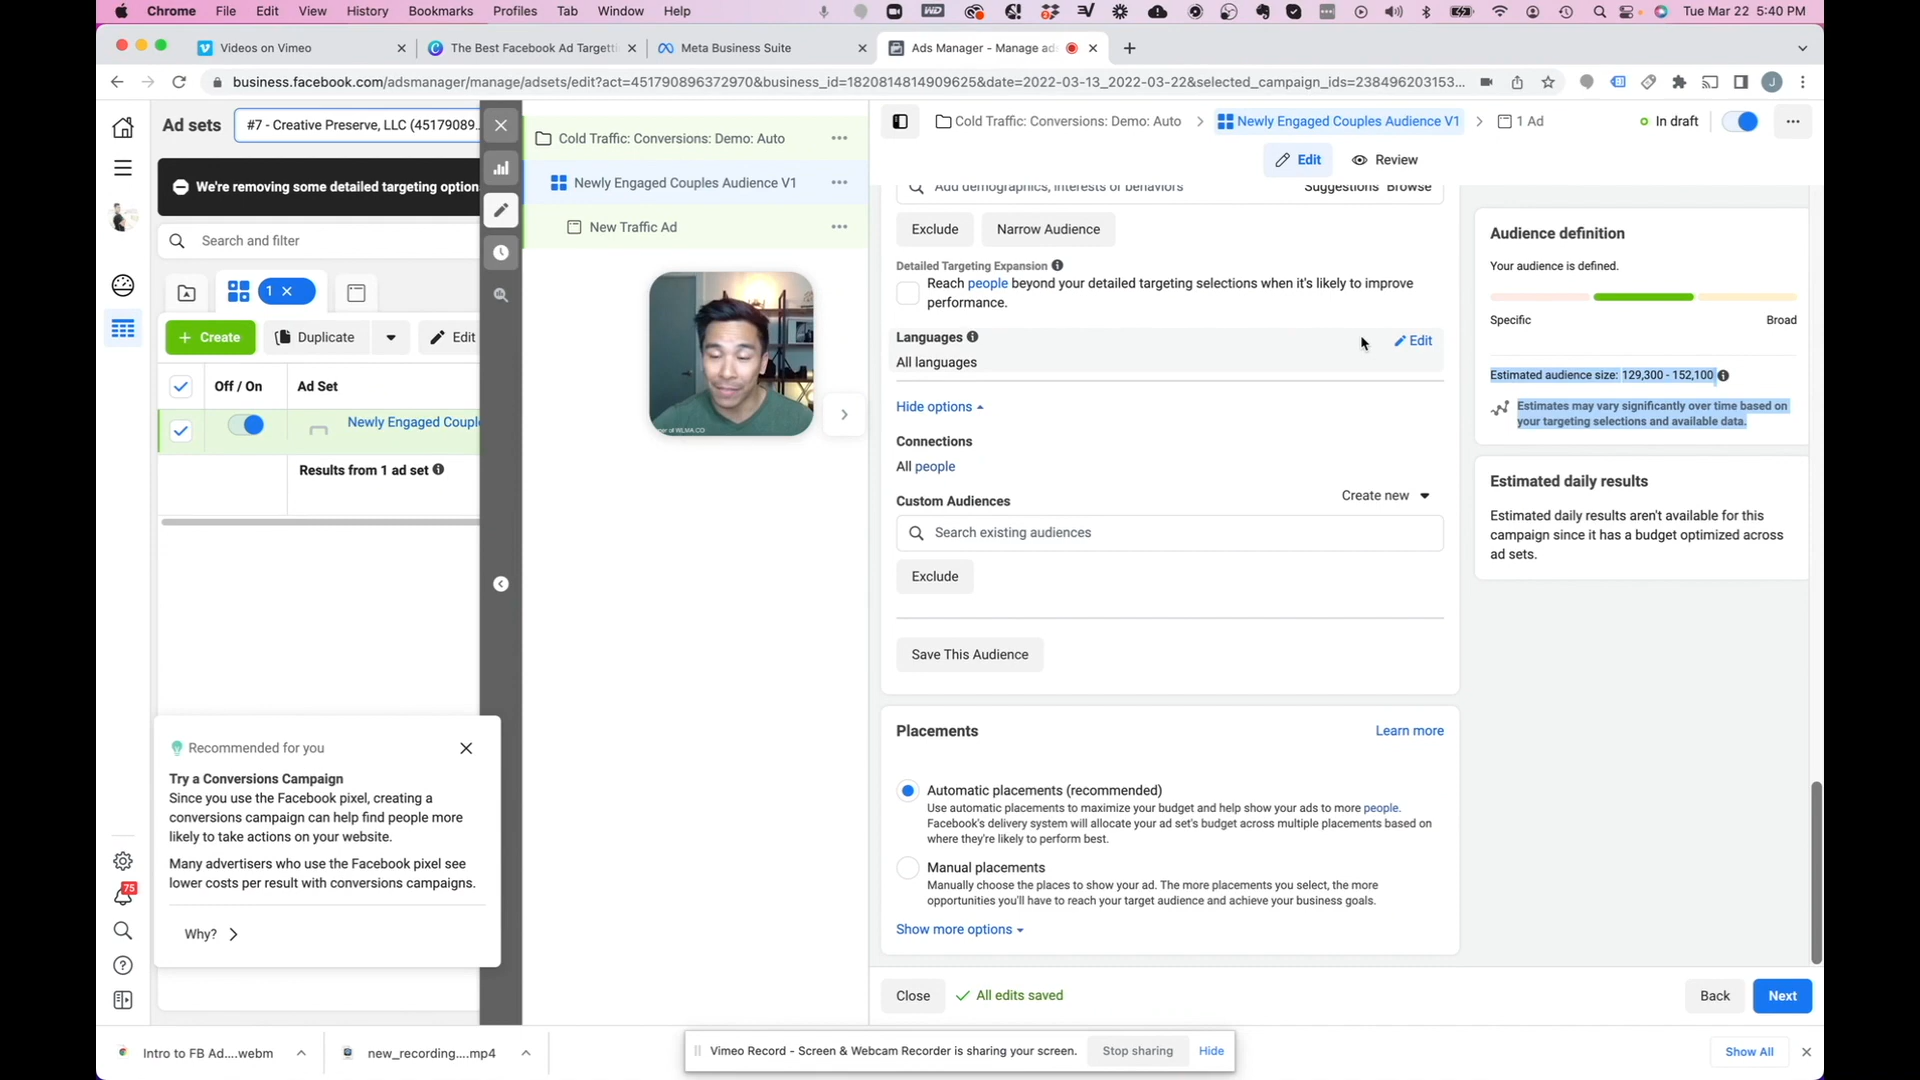 Chrome File Edit View History Bookmarks Profiles Tab Window Help Tue Mar 22 5:40 PM
Videos on Vimeo The Best Facebook Ad Targetti Meta Business Suite Ads Manager - Manage ads
business.facebook.com/adsmanager/manage/adsets/edit?act=451790896372970&business_id=1820814814909625&date=2022-03-13_2022-03-22&selected_campaign_ids=238496203153...
Ad sets
#7 - Creative Preserve, LLC (45179089...
We're removing some detailed targeting option
Search and filter
1
Create Duplicate Edit
Off / On Ad Set
Newly Engaged Couple
Results from 1 ad set
Recommended for you
Try a Conversions Campaign
Since you use the Facebook pixel, creating a
conversions campaign can help find people more
likely to take actions on your website.
Many advertisers who use the Facebook pixel see
lower costs per result with conversions campaigns.
Why?
75
Cold Traffic: Conversions: Demo: Auto
Newly Engaged Couples Audience V1
New Traffic Ad
Cold Traffic: Conversions: Demo: Auto Newly Engaged Couples Audience V1 1 Ad In draft
Edit Review
Add demographics, interests or behaviors Suggestions Browse
Exclude Narrow Audience
Detailed Targeting Expansion
Reach people beyond your detailed targeting selections when it's likely to improve
performance.
Languages Edit
All languages
Hide options
Connections
All people
Custom Audiences Create new
Search existing audiences
Exclude
Save This Audience
Placements Learn more
Automatic placements (recommended)
Use automatic placements to maximize your budget and help show your ads to more people.
Facebook's delivery system will allocate your ad set's budget across multiple placements based on
where they're likely to perform best.
Manual placements
Manually choose the places to show your ad. The more placements you select, the more
opportunities you'll have to reach your target audience and achieve your business goals.
Show more options
Close All edits saved Back Next
Audience definition
Your audience is defined.
Specific Broad
Estimated audience size: 129,300 - 152,100
Estimates may vary significantly over time based on
your targeting selections and available data.
Estimated daily results
Estimated daily results aren't available for this
campaign since it has a budget optimized across
ad sets.
Intro to FB Ad....webm new_recording....mp4
Vimeo Record - Screen & Webcam Recorder is sharing your screen. Stop sharing Hide
Show All